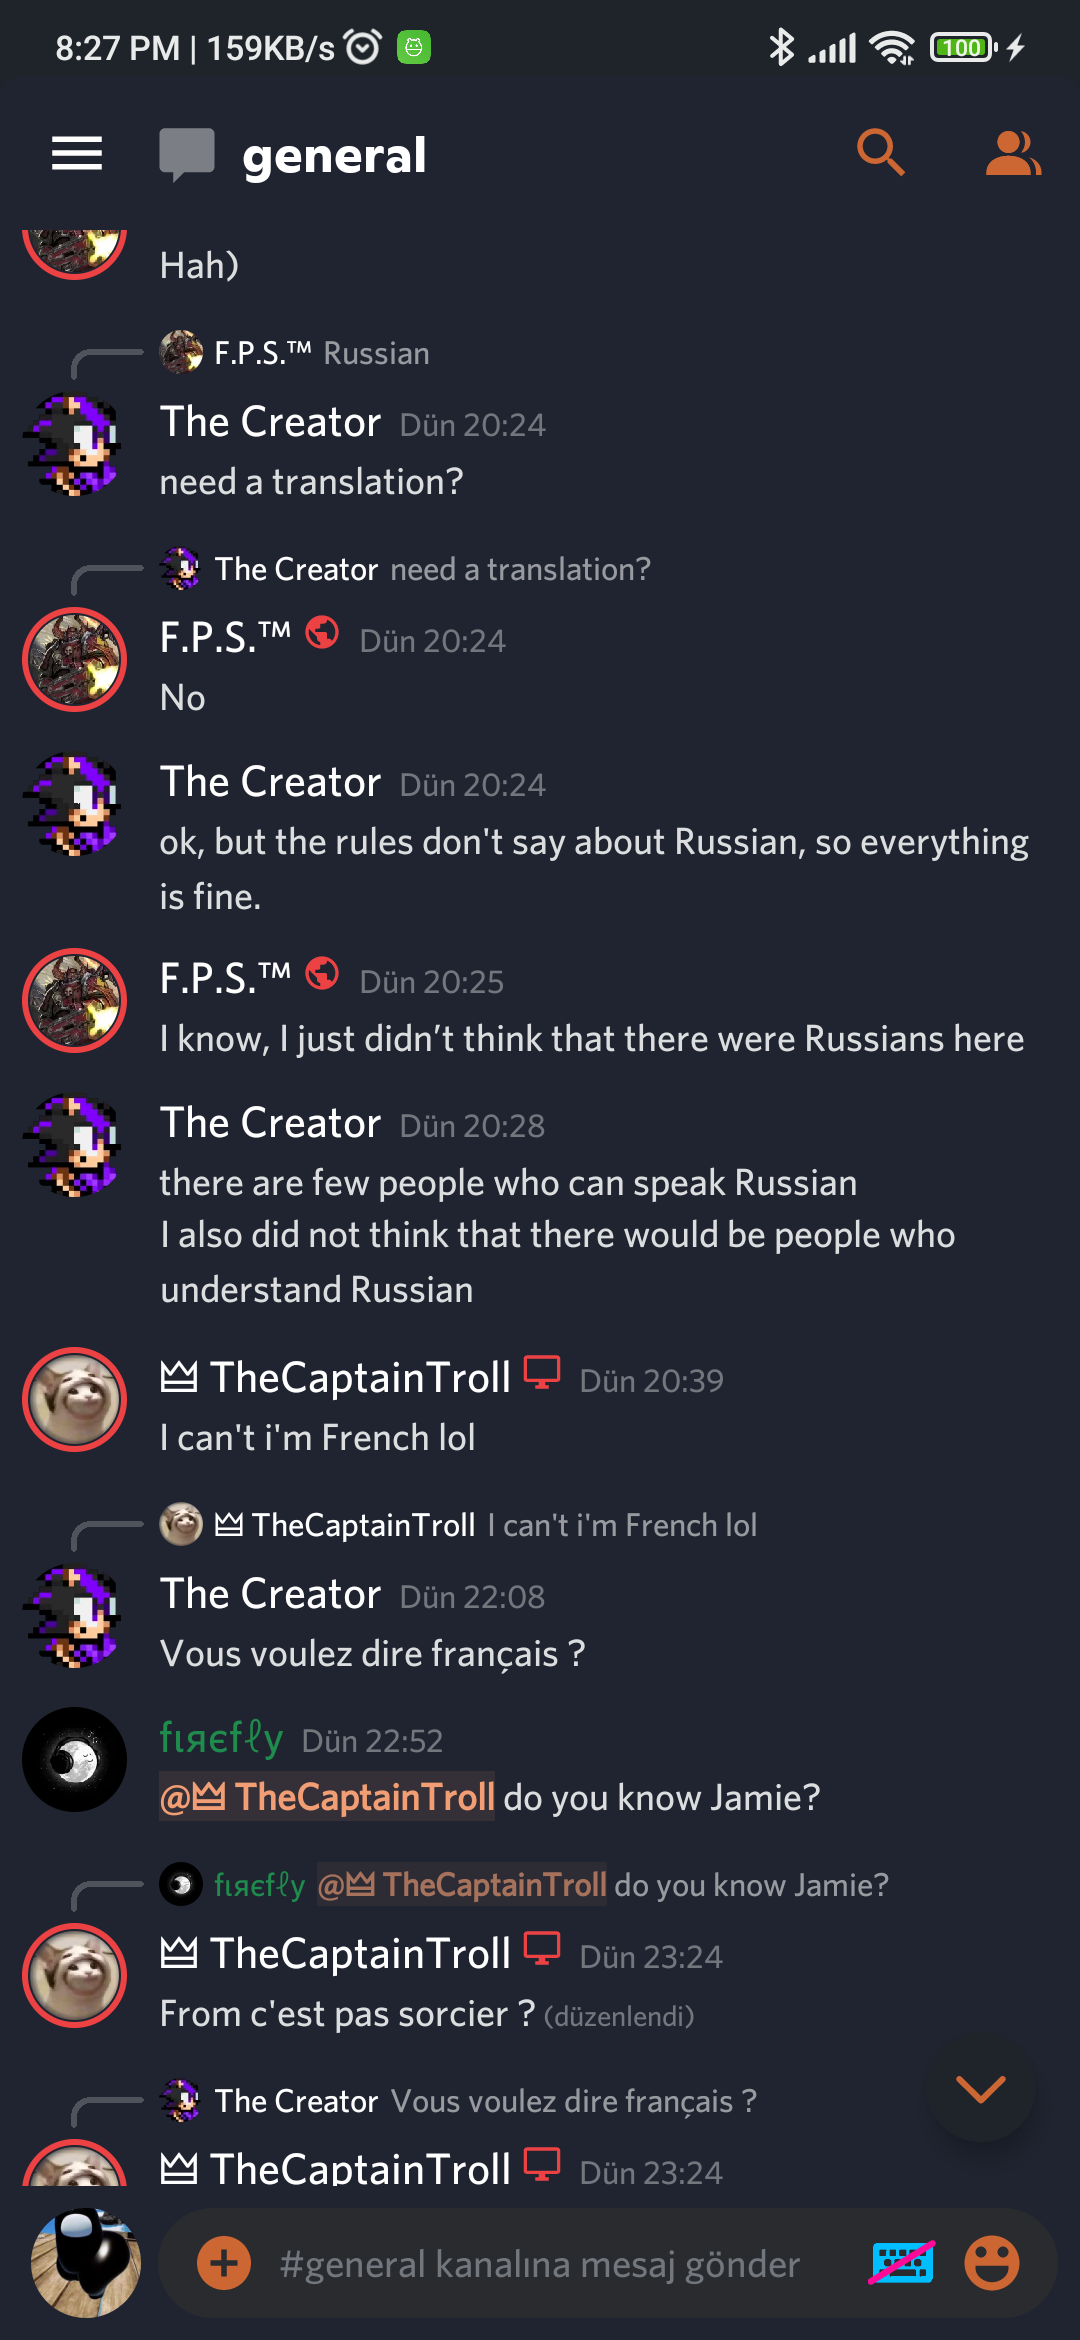 8:27 PM | 159KB/s
100
general
Hah)
F.P.S.™ Russian
The Creator Dün 20:24
need a translation?
The Creator need a translation?
F.P.S.™ Dün 20:24
No
The Creator Dün 20:24
ok, but the rules don't say about Russian, so everything
is fine.
F.P.S.™ Dün 20:25
I know, I just didn’t think that there were Russians here
The Creator Dün 20:28
there are few people who can speak Russian
I also did not think that there would be people who
understand Russian
TheCaptainTroll Dün 20:39
I can't i'm French lol
TheCaptainTroll I can't i'm French lol
The Creator Dün 22:08
Vous voulez dire français ?
fιяєfℓy Dün 22:52
@ TheCaptainTroll do you know Jamie?
fιяєfℓy @ TheCaptainTroll do you know Jamie?
TheCaptainTroll Dün 23:24
From c'est pas sorcier ? (düzenlendi)
The Creator Vous voulez dire français ?
TheCaptainTroll Dün 23:24
#general kanalına mesaj gönder